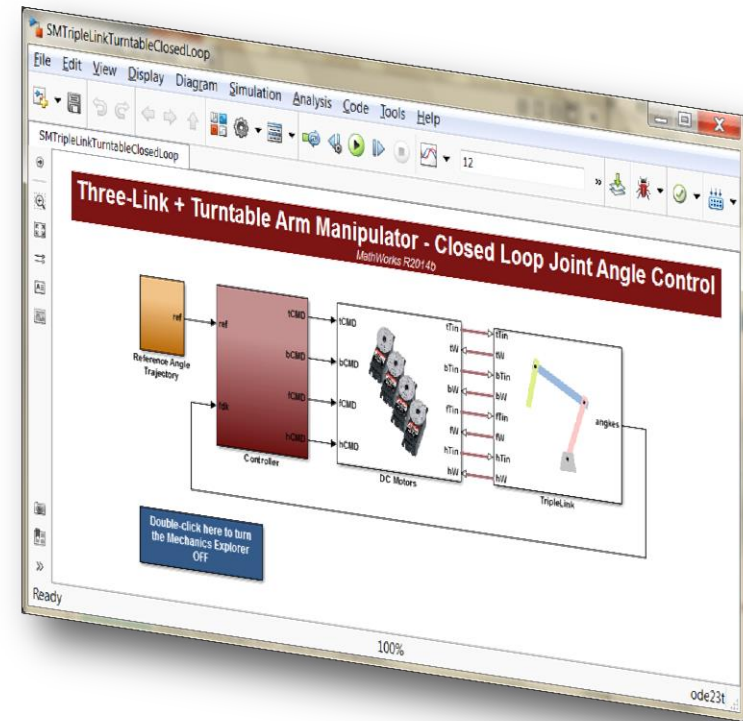 SMTripleLinkTurntableClosedLoop
File Edit View Display Diagram Simulation Analysis Code Tools Help
12
SMTripleLinkTurntableClosedLoop
Three-Link + Turntable Arm Manipulator - Closed Loop Joint Angle Control
MathWorks R2014b
ref
Reference Angle
Trajectory
ref
tCMD
bCMD
fCMD
hCMD
Controller
tCMD
bCMD
fCMD
hCMD
tTin
tW
bTin
bW
fTin
fW
hTin
hW
DC Motors
tTin
tW
bTin
bW
fTin
fW
hTin
hW
angles
TripleLink
Double-click here to turn
the Mechanics Explorer
OFF
Ready
100%
ode23t